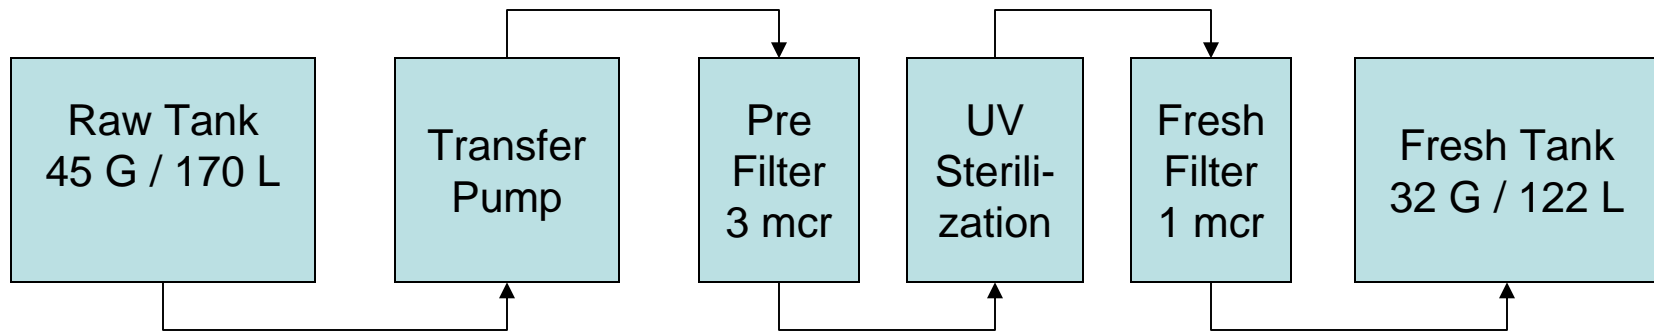 Raw Tank
45 G / 170 L
Transfer
Pump
Pre
Filter
3 mcr
UV
Sterili-
zation
Fresh
Filter
1 mcr
Fresh Tank
32 G / 122 L